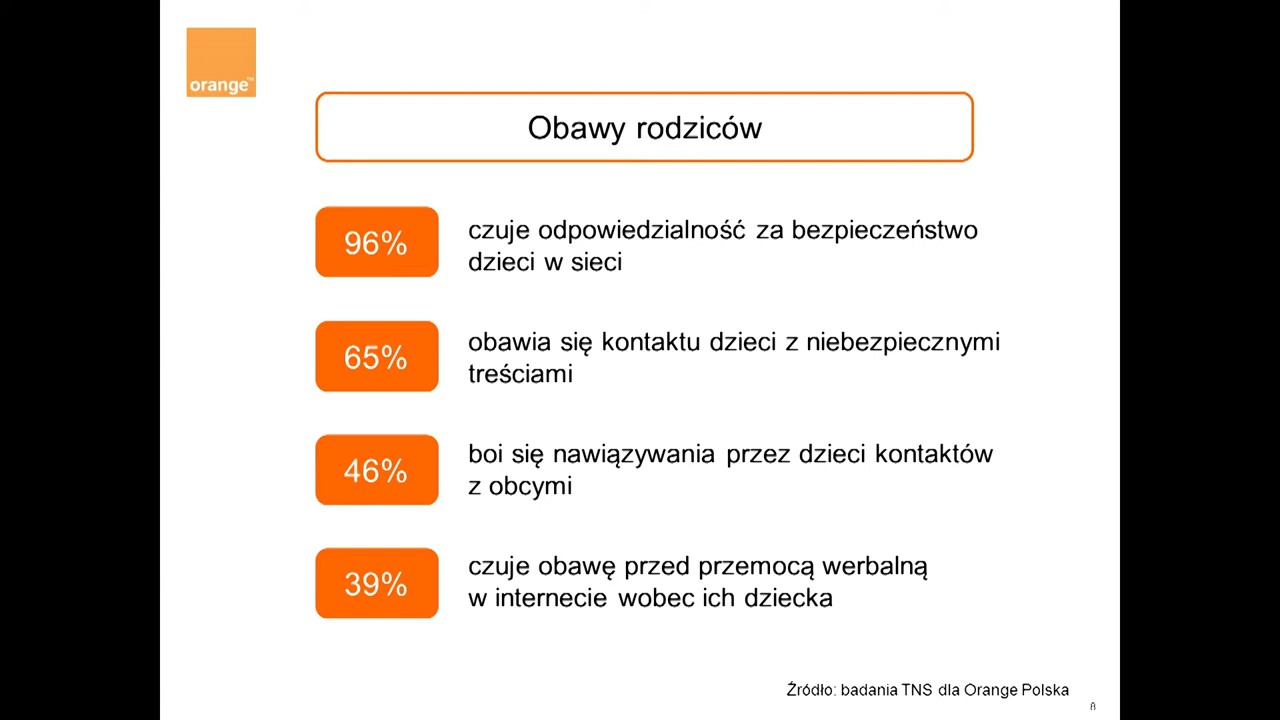 orange™
Obawy rodziców
96%
czuje odpowiedzialność za bezpieczeństwo
dzieci w sieci
65%
obawia się kontaktu dzieci z niebezpiecznymi
treściami
46%
boi się nawiązywania przez dzieci kontaktów
z obcymi
39%
czuje obawę przed przemocą werbalną
w internecie wobec ich dziecka
Źródło: badania TNS dla Orange Polska